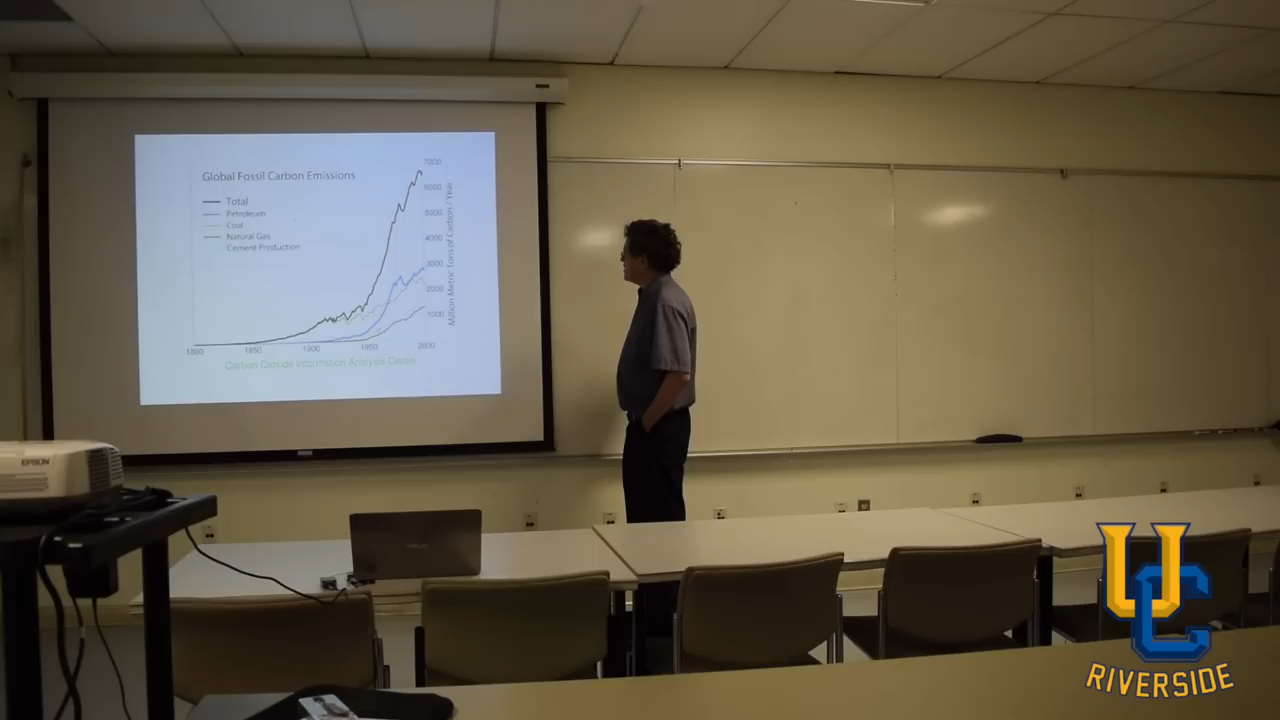 Global Fossil Carbon Emissions
Total
Petroleum
Coal
Natural Gas
Cement Production
7000
6000
5000
4000
3000
2000
1000
Million Metric Tons of Carbon / Year
1800
1850
1900
1950
2000
Carbon Dioxide Information Analysis Center
EPSON
UC
RIVERSIDE